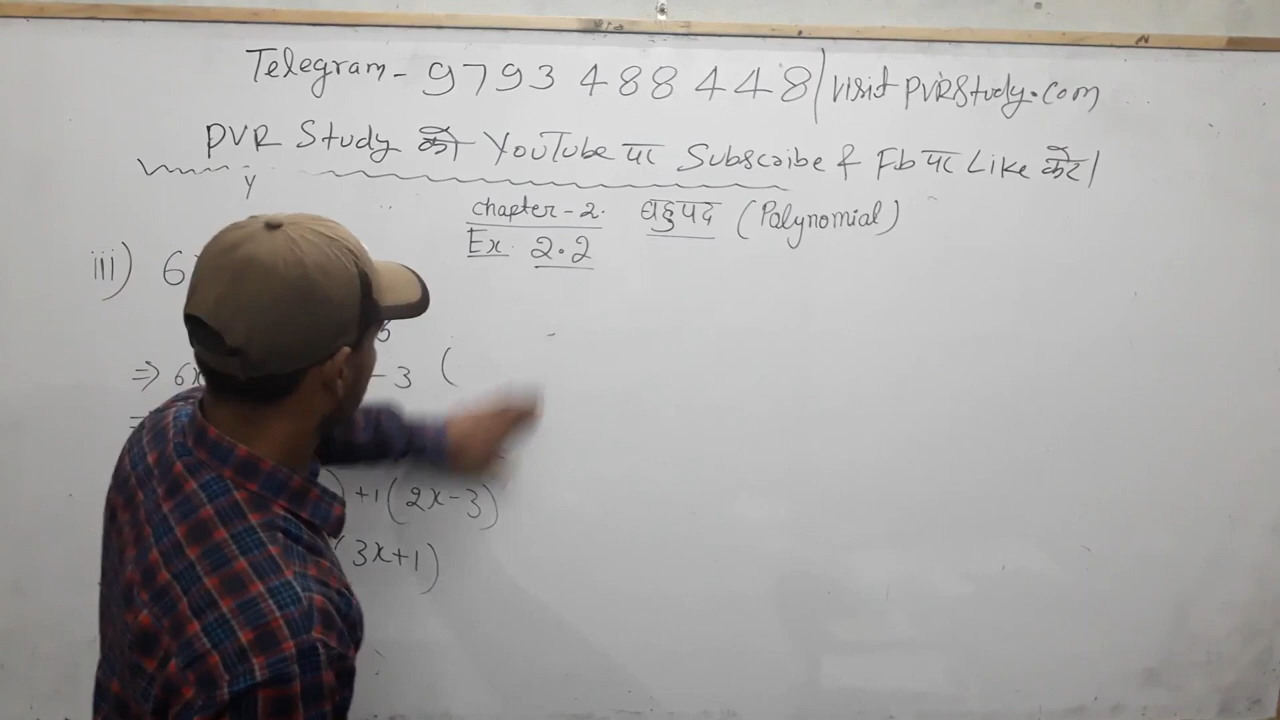 Telegram - 9793 488 448 | visit PVRStudy.com
PVR Study को YouTube पर Subscribe & Fb पर Like करें।
y
Chapter - 2. बहुपद (Polynomial)
Ex. 2.2
iii) 6
⇒ 6x - 3 (
) +1(2x-3)
(3x+1)